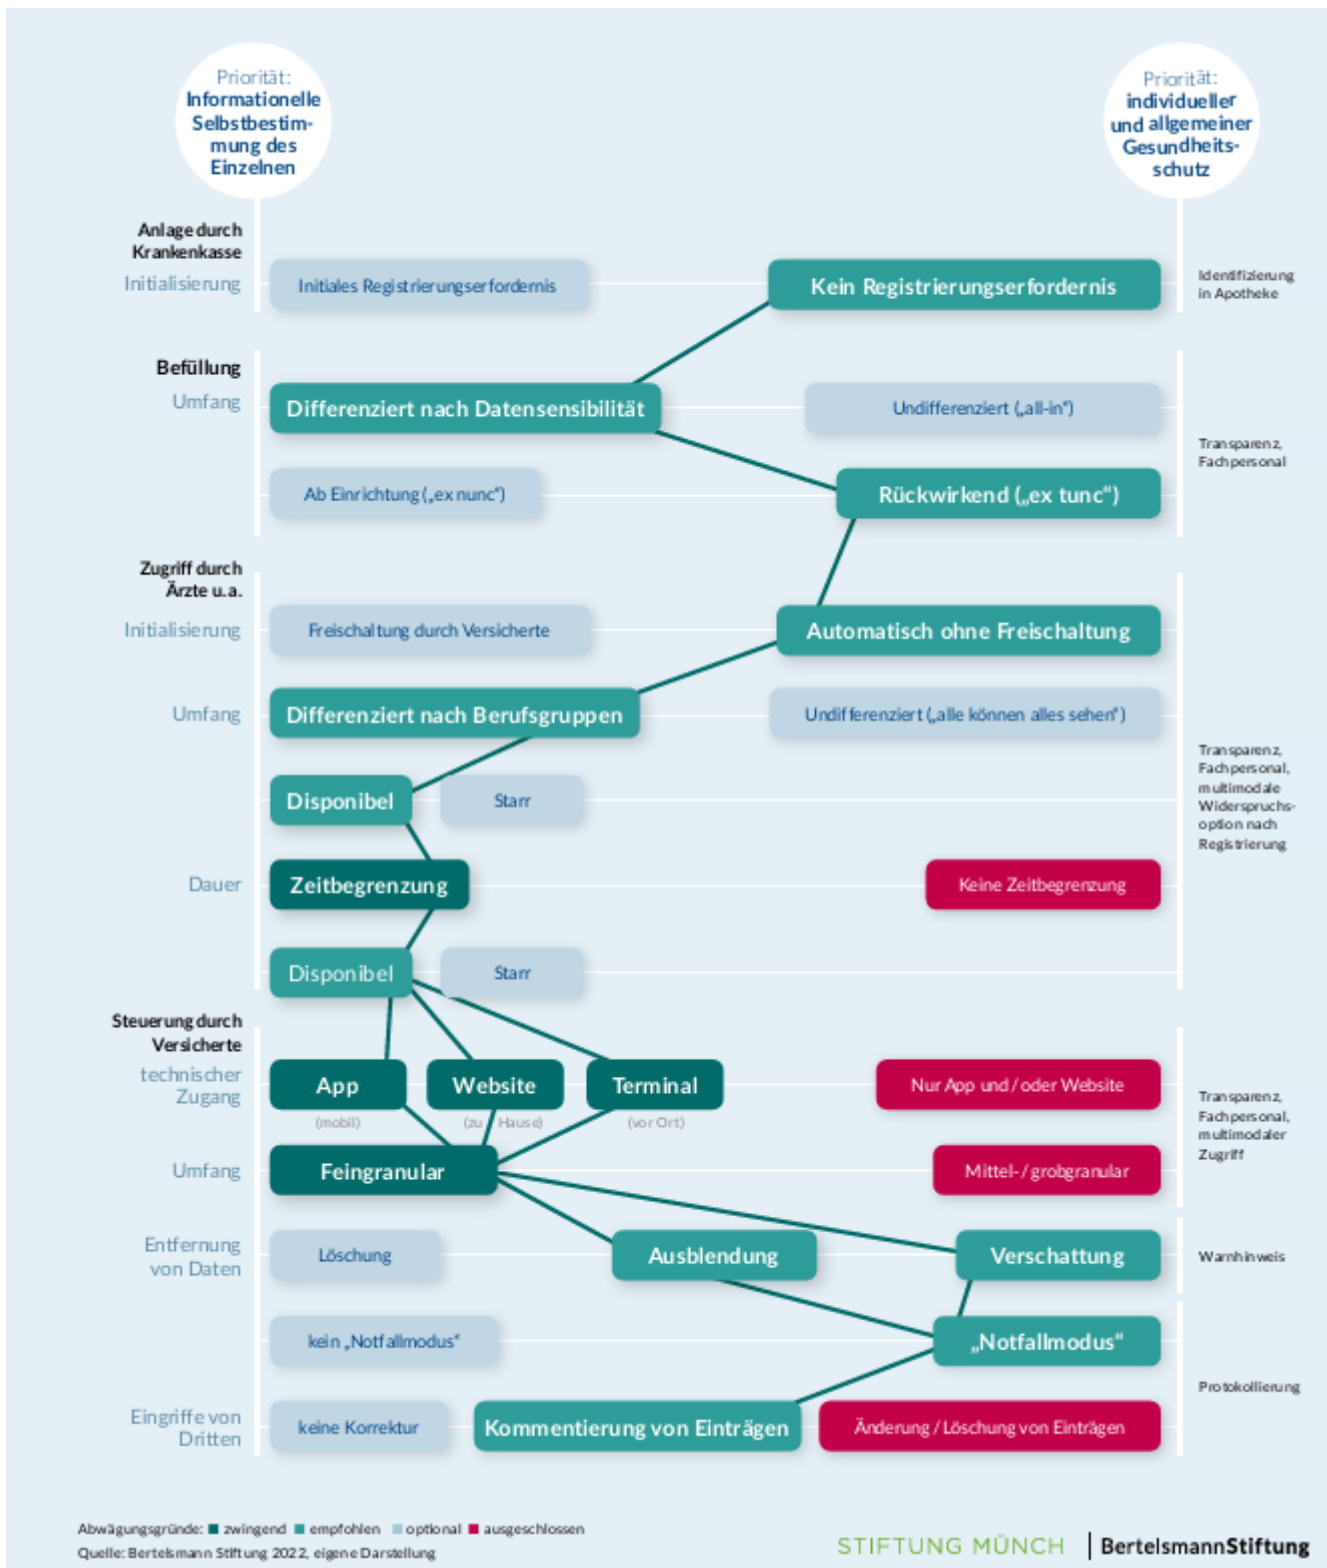 Priorität:
Informationelle
Selbstbestim-
mung des
Einzelnen
Priorität:
individueller
und allgemeiner
Gesundheits-
schutz
Anlage durch
Krankenkasse
Initialisierung
Initiales Registrierungserfordernis
Kein Registrierungserfordernis
Identifizierung
in Apotheke
Befüllung
Umfang
Differenziert nach Datensensibilität
Undifferenziert („all-in“)
Transparenz,
Fachpersonal
Ab Einrichtung („ex nunc“)
Rückwirkend („ex tunc“)
Zugriff durch
Ärzte u.a.
Initialisierung
Freischaltung durch Versicherte
Automatisch ohne Freischaltung
Umfang
Differenziert nach Berufsgruppen
Undifferenziert („alle können alles sehen“)
Transparenz,
Fachpersonal,
multimodale
Widerspruchs-
option nach
Registrierung
Disponibel
Starr
Dauer
Zeitbegrenzung
Keine Zeitbegrenzung
Disponibel
Starr
Steuerung durch
Versicherte
technischer
Zugang
App
(mobil)
Website
(zu Hause)
Terminal
(vor Ort)
Nur App und / oder Website
Transparenz,
Fachpersonal,
multimodaler
Zugriff
Umfang
Feingranular
Mittel- / grobgranular
Entfernung
von Daten
Löschung
Ausblendung
Verschattung
Warnhinweis
kein „Notfallmodus“
„Notfallmodus“
Protokollierung
Eingriffe von
Dritten
keine Korrektur
Kommentierung von Einträgen
Änderung / Löschung von Einträgen
Abwägungsgründe: zwingend empfohlen optional ausgeschlossen
Quelle: Bertelsmann Stiftung 2022, eigene Darstellung
STIFTUNG MÜNCH
BertelsmannStiftung